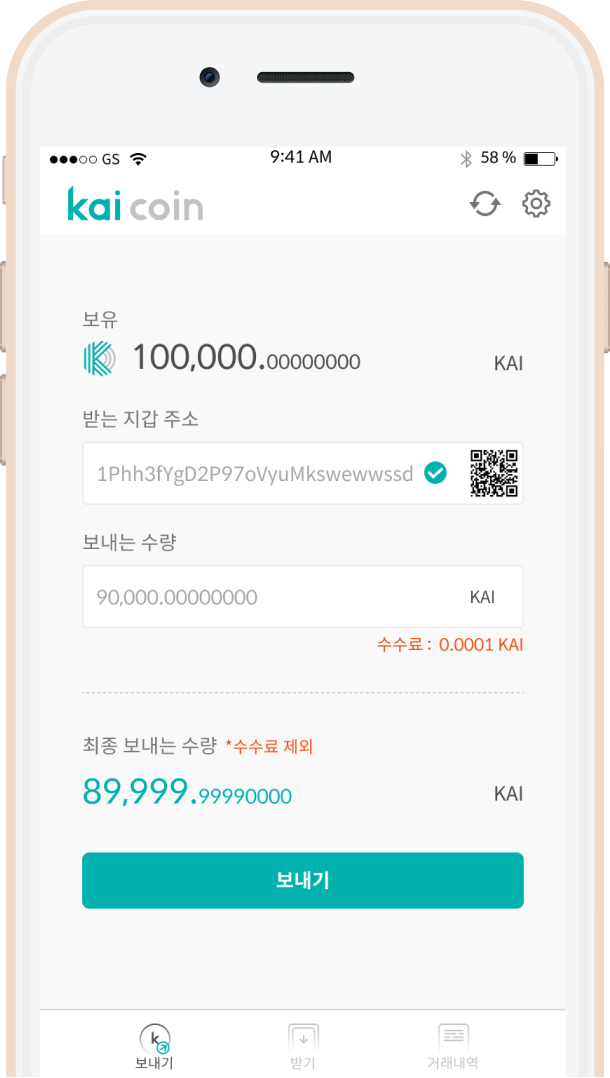 GS 9:41 AM 58 %
kai coin
보유
100,000.00000000 KAI
받는 지갑 주소
1Phh3fYgD2P97oVyuMkswewwssd
보내는 수량
90,000.00000000 KAI
수수료 : 0.0001 KAI
최종 보내는 수량 *수수료 제외
89,999.99990000 KAI
보내기
k
보내기 받기 거래내역